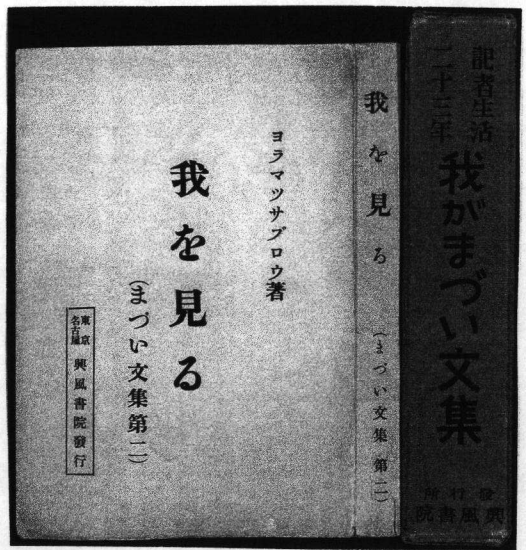 記者生活
二十三年
我がまづい文集
發行所
興風書院
我を見る
(まづい文集 第二)
ヨラマツサブロウ著
我を見る
(まづい文集第二)
東京
名古屋
興風書院發行